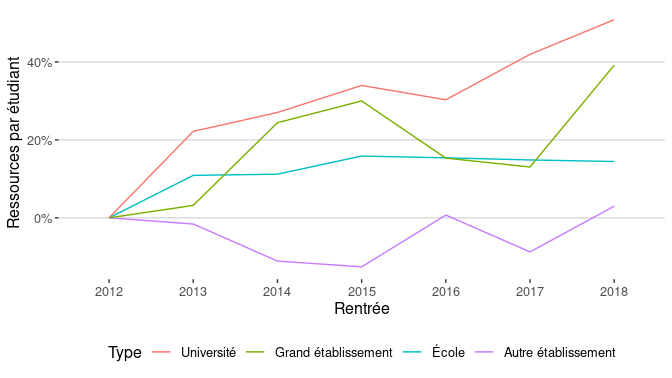 Ressources par étudiant
40%
20%
0%
2012 2013 2014 2015 2016 2017 2018
Rentrée
Type Université Grand établissement École Autre établissement